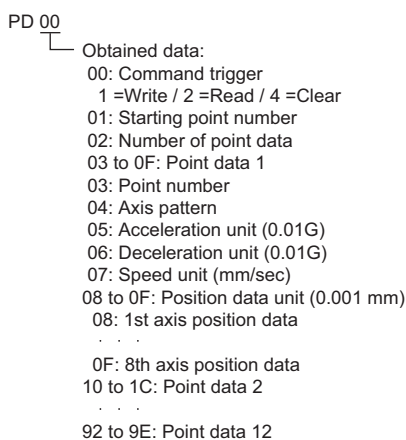 PD 00
Obtained data:
00: Command trigger
1 =Write / 2 =Read / 4 =Clear
01: Starting point number
02: Number of point data
03 to 0F: Point data 1
03: Point number
04: Axis pattern
05: Acceleration unit (0.01G)
06: Deceleration unit (0.01G)
07: Speed unit (mm/sec)
08 to 0F: Position data unit (0.001 mm)
08: 1st axis position data
· · ·
0F: 8th axis position data
10 to 1C: Point data 2
· · ·
92 to 9E: Point data 12